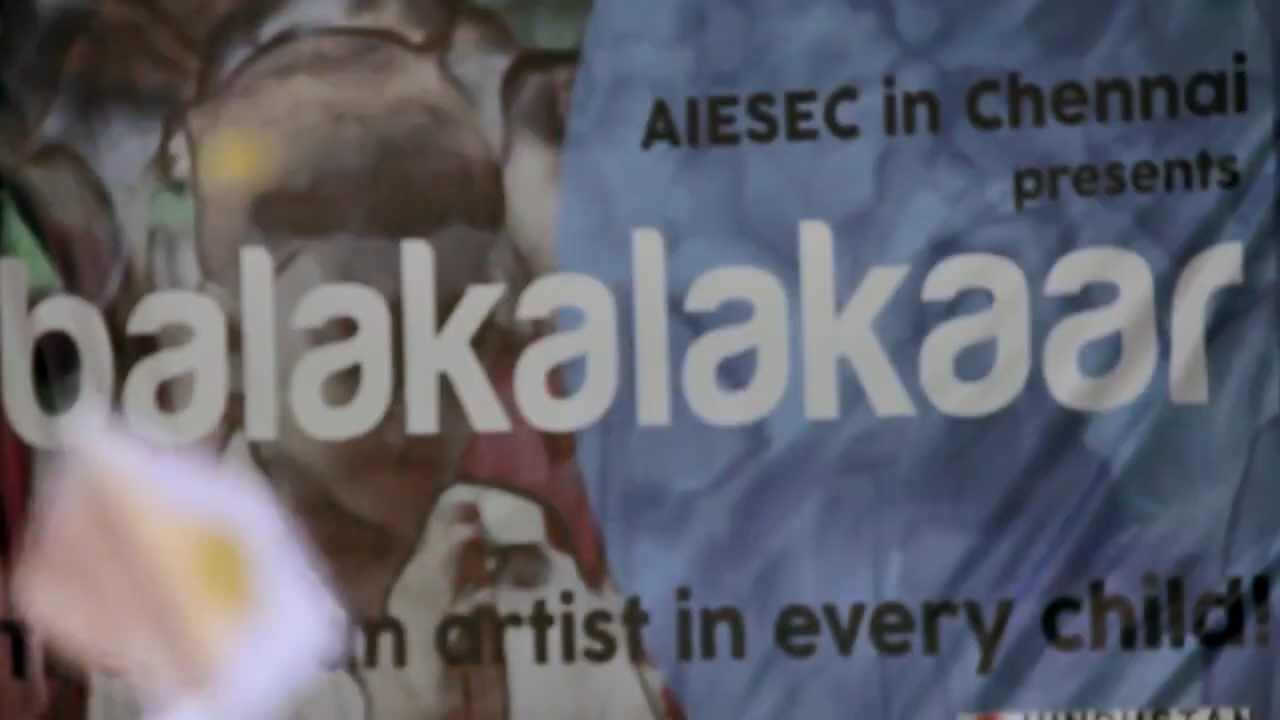 AIESEC in Chennai
presents
balakalakaar
artist in every child!